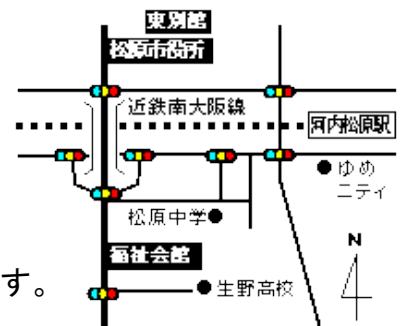 東別館
松原市役所
近鉄南大阪線
河内松原駅
●ゆめ
ニティ
松原中学●
N
福祉会館
す。
●生野高校